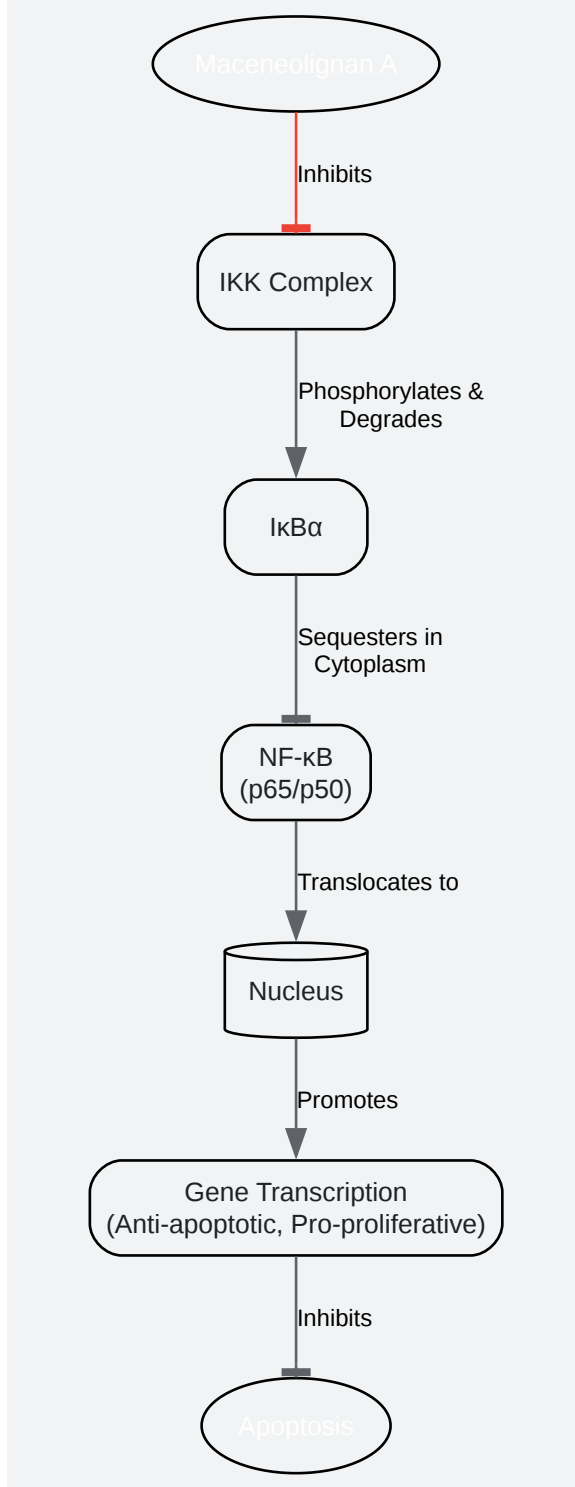 Maceneolignan A
Inhibits
IKK Complex
Phosphorylates &
Degrades
IκBα
Sequesters in
Cytoplasm
NF-κB
(p65/p50)
Translocates to
Nucleus
Promotes
Gene Transcription
(Anti-apoptotic, Pro-proliferative)
Inhibits
Apoptosis